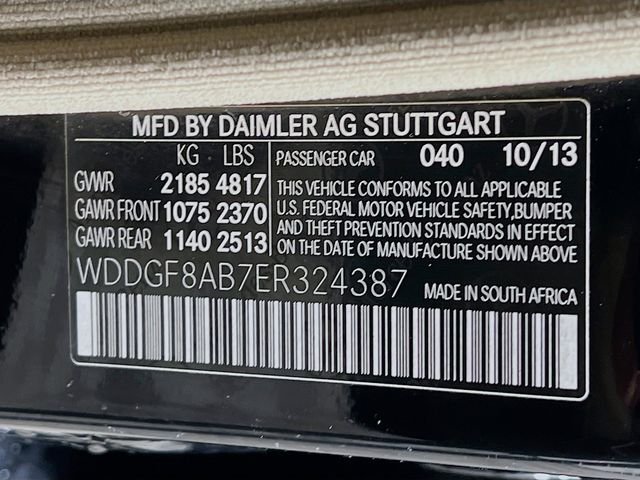 MFD BY DAIMLER AG STUTTGART
KG LBS
GVWR 2185 4817
GAWR FRONT 1075 2370
GAWR REAR 1140 2513
PASSENGER CAR 040 10/13
THIS VEHICLE CONFORMS TO ALL APPLICABLE
U.S. FEDERAL MOTOR VEHICLE SAFETY, BUMPER
AND THEFT PREVENTION STANDARDS IN EFFECT
ON THE DATE OF MANUFACTURE SHOWN ABOVE
WDDGF8AB7ER324387
MADE IN SOUTH AFRICA